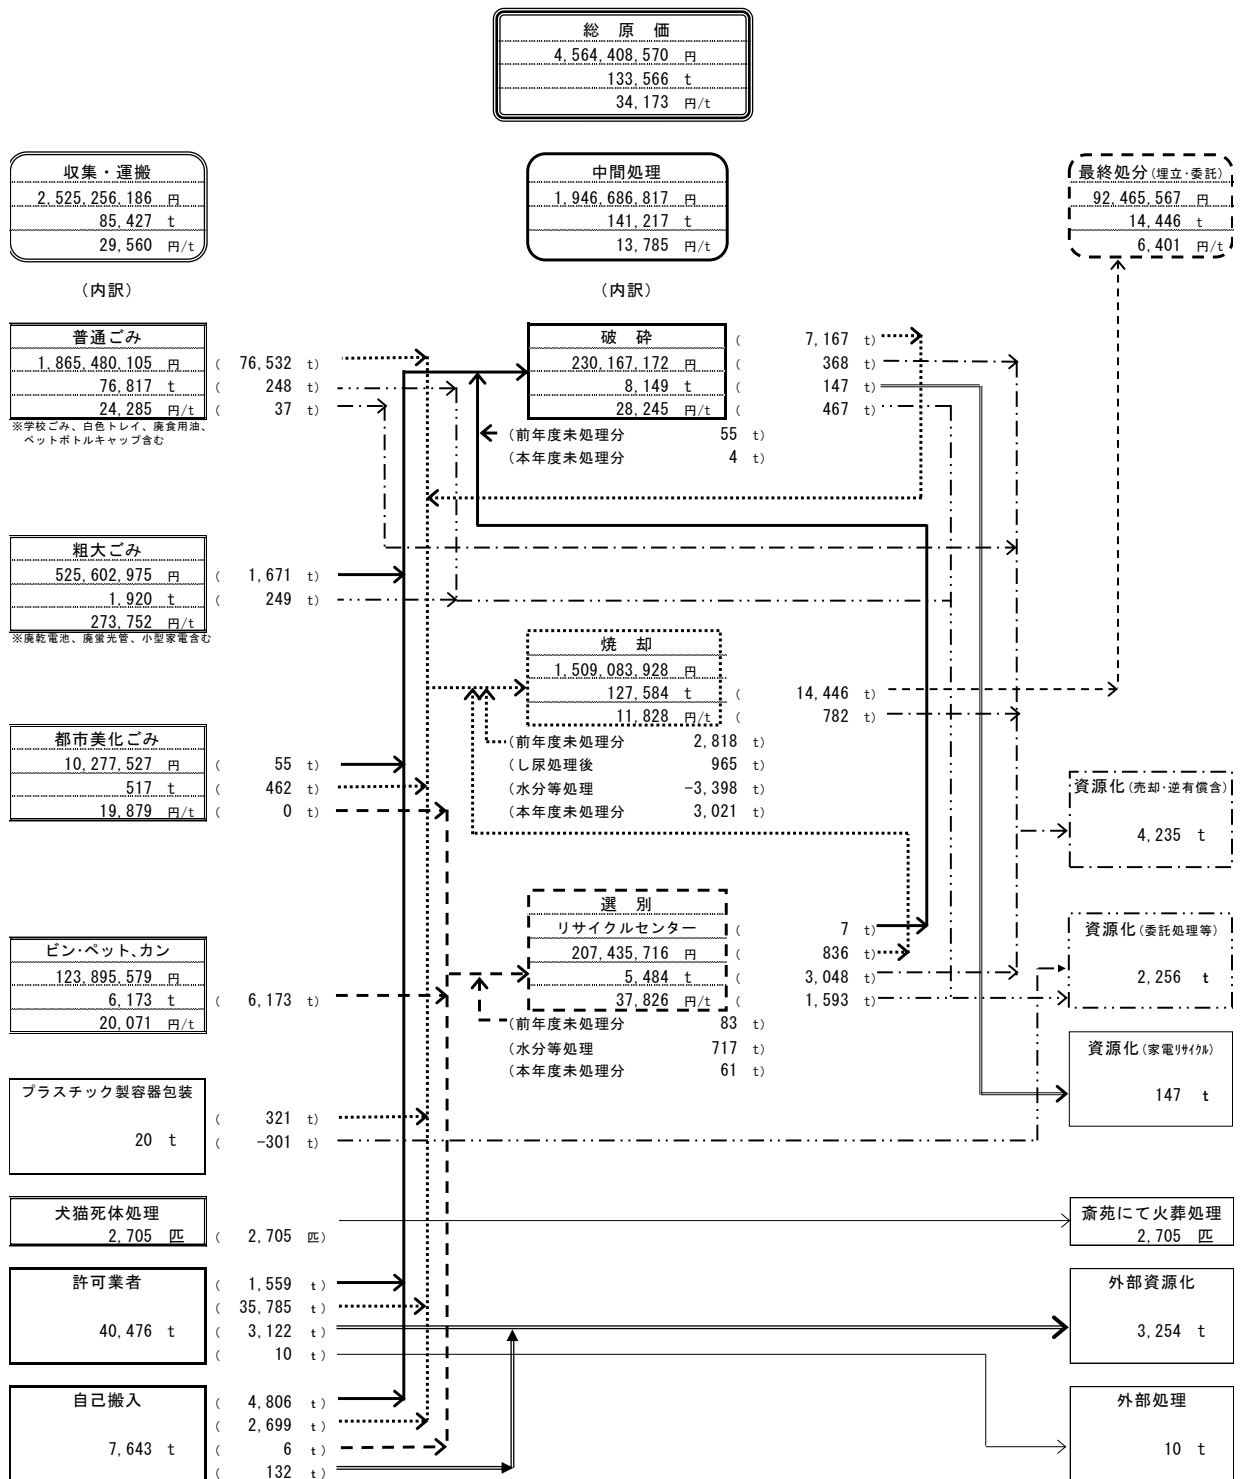 総 原 価
4,564,408,570 円
133,566 t
34,173 円/t
収集・運搬
2,525,256,186 円
85,427 t
29,560 円/t
中間処理
1,946,686,817 円
141,217 t
13,785 円/t
最終処分(埋立・委託)
92,465,567 円
14,446 t
6,401 円/t
(内訳)
(内訳)
普通ごみ
1,865,480,105 円 ( 76,532 t)
76,817 t ( 248 t)
24,285 円/t ( 37 t)
※学校ごみ、白色トレイ、廃食用油、
ペットボトルキャップ含む
破 砕 ( 7,167 t)
230,167,172 円 ( 368 t)
8,149 t ( 147 t)
28,245 円/t ( 467 t)
(前年度未処理分 55 t)
(本年度未処理分 4 t)
粗大ごみ
525,602,975 円 ( 1,671 t)
1,920 t ( 249 t)
273,752 円/t
※廃乾電池、廃蛍光管、小型家電含む
焼 却
1,509,083,928 円
127,584 t ( 14,446 t)
11,828 円/t ( 782 t)
(前年度未処理分 2,818 t)
(し尿処理後 965 t)
(水分等処理 -3,398 t)
(本年度未処理分 3,021 t)
都市美化ごみ
10,277,527 円 ( 55 t)
517 t ( 462 t)
19,879 円/t ( 0 t)
資源化(売却・逆有償含)
4,235 t
選 別
リサイクルセンター ( 7 t)
207,435,716 円 ( 836 t)
5,484 t ( 3,048 t)
37,826 円/t ( 1,593 t)
(前年度未処理分 83 t)
(水分等処理 717 t)
(本年度未処理分 61 t)
資源化(委託処理等)
2,256 t
ビン・ペット、カン
123,895,579 円
6,173 t ( 6,173 t)
20,071 円/t
資源化(家電リサイクル)
147 t
プラスチック製容器包装
( 321 t)
20 t ( -301 t)
犬猫死体処理
2,705 匹 ( 2,705 匹)
斎苑にて火葬処理
2,705 匹
許可業者 ( 1,559 t)
( 35,785 t)
40,476 t ( 3,122 t)
( 10 t)
外部資源化
3,254 t
自己搬入 ( 4,806 t)
( 2,699 t)
7,643 t ( 6 t)
( 132 t)
外部処理
10 t